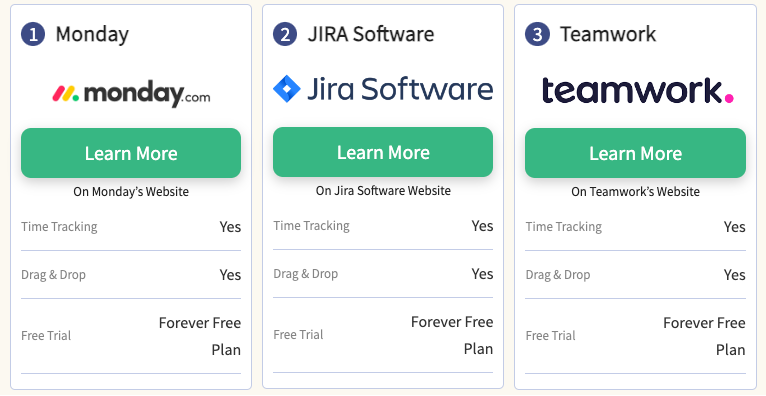 1 Monday
monday.com
Learn More
On Monday's Website
Time Tracking Yes
Drag & Drop Yes
Free Trial Forever Free
Plan
2 JIRA Software
Jira Software
Learn More
On Jira Software Website
Time Tracking Yes
Drag & Drop Yes
Free Trial Forever Free
Plan
3 Teamwork
teamwork.
Learn More
On Teamwork's Website
Time Tracking Yes
Drag & Drop Yes
Free Trial Forever Free
Plan